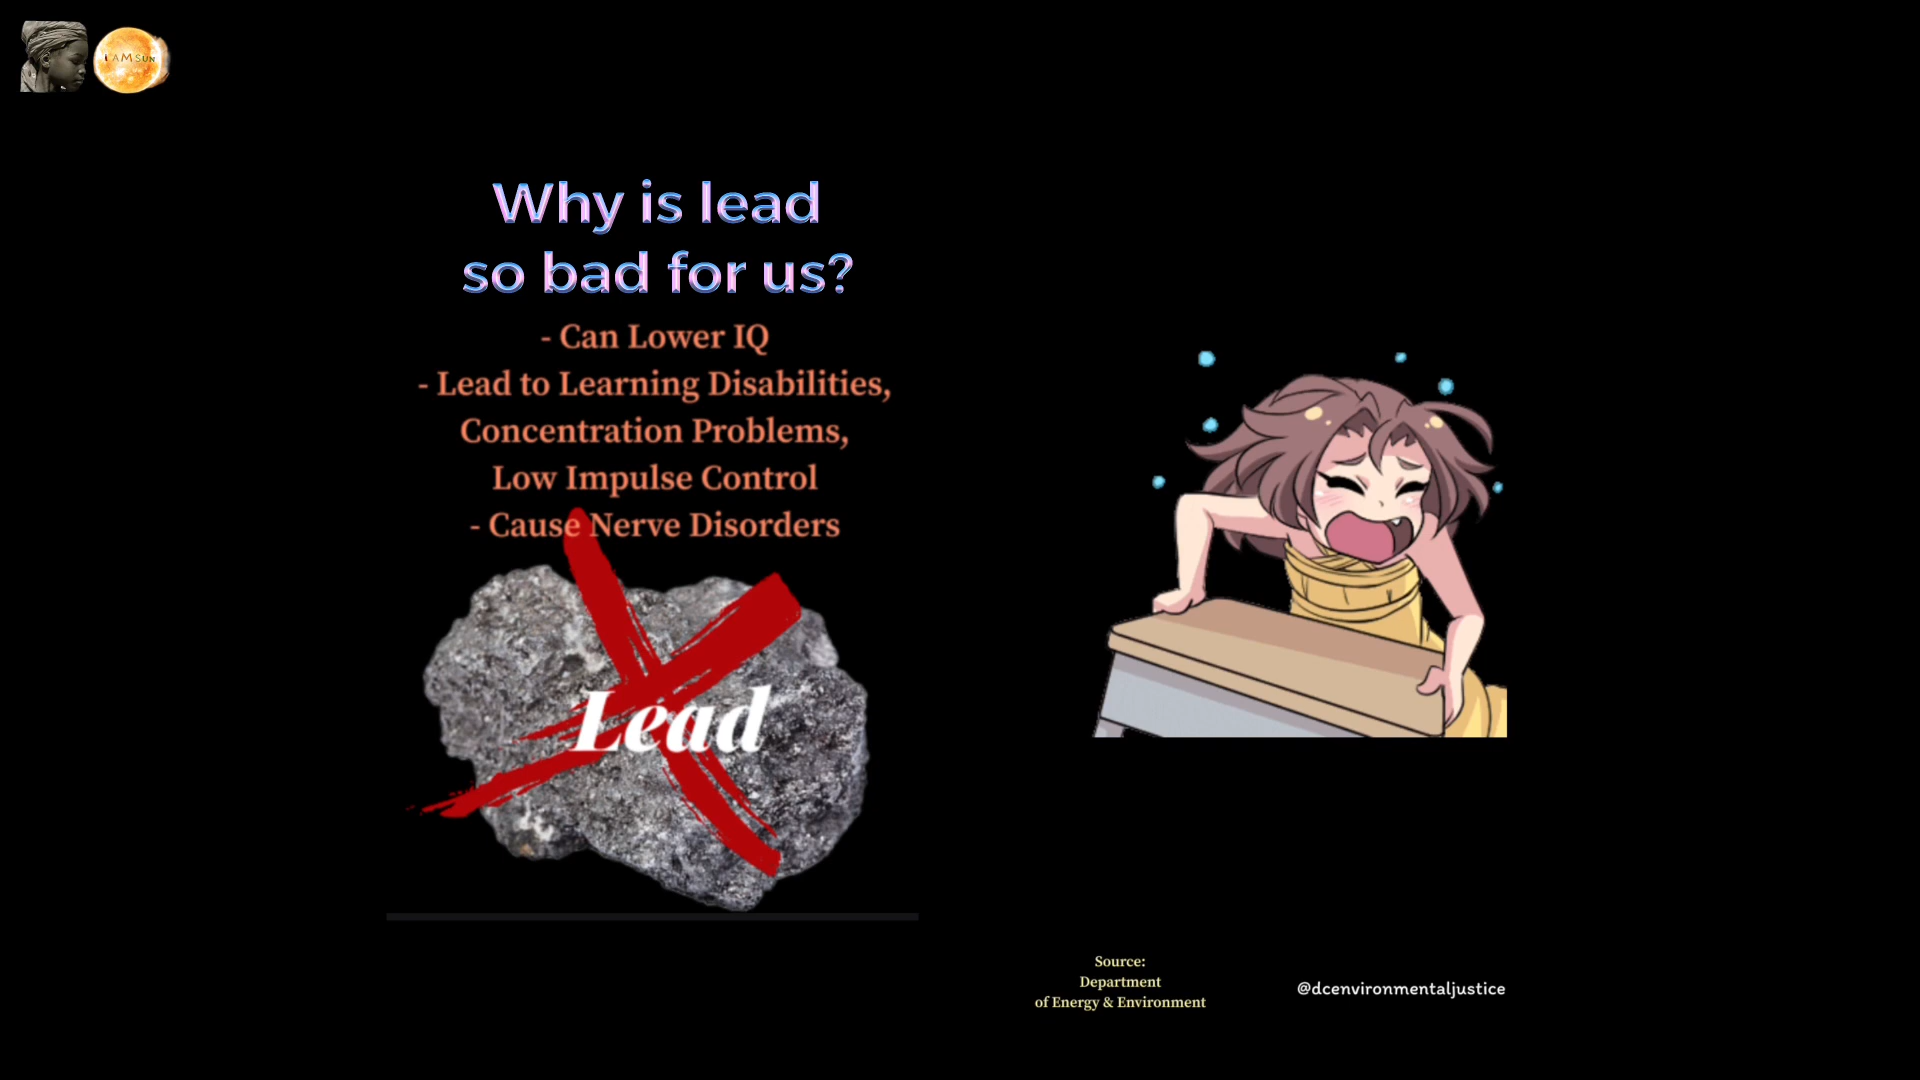 I AM SUN
Why is lead
so bad for us?
- Can Lower IQ
- Lead to Learning Disabilities,
Concentration Problems,
Low Impulse Control
- Cause Nerve Disorders
Lead
Source:
Department
of Energy & Environment
@dcenvironmentaljustice